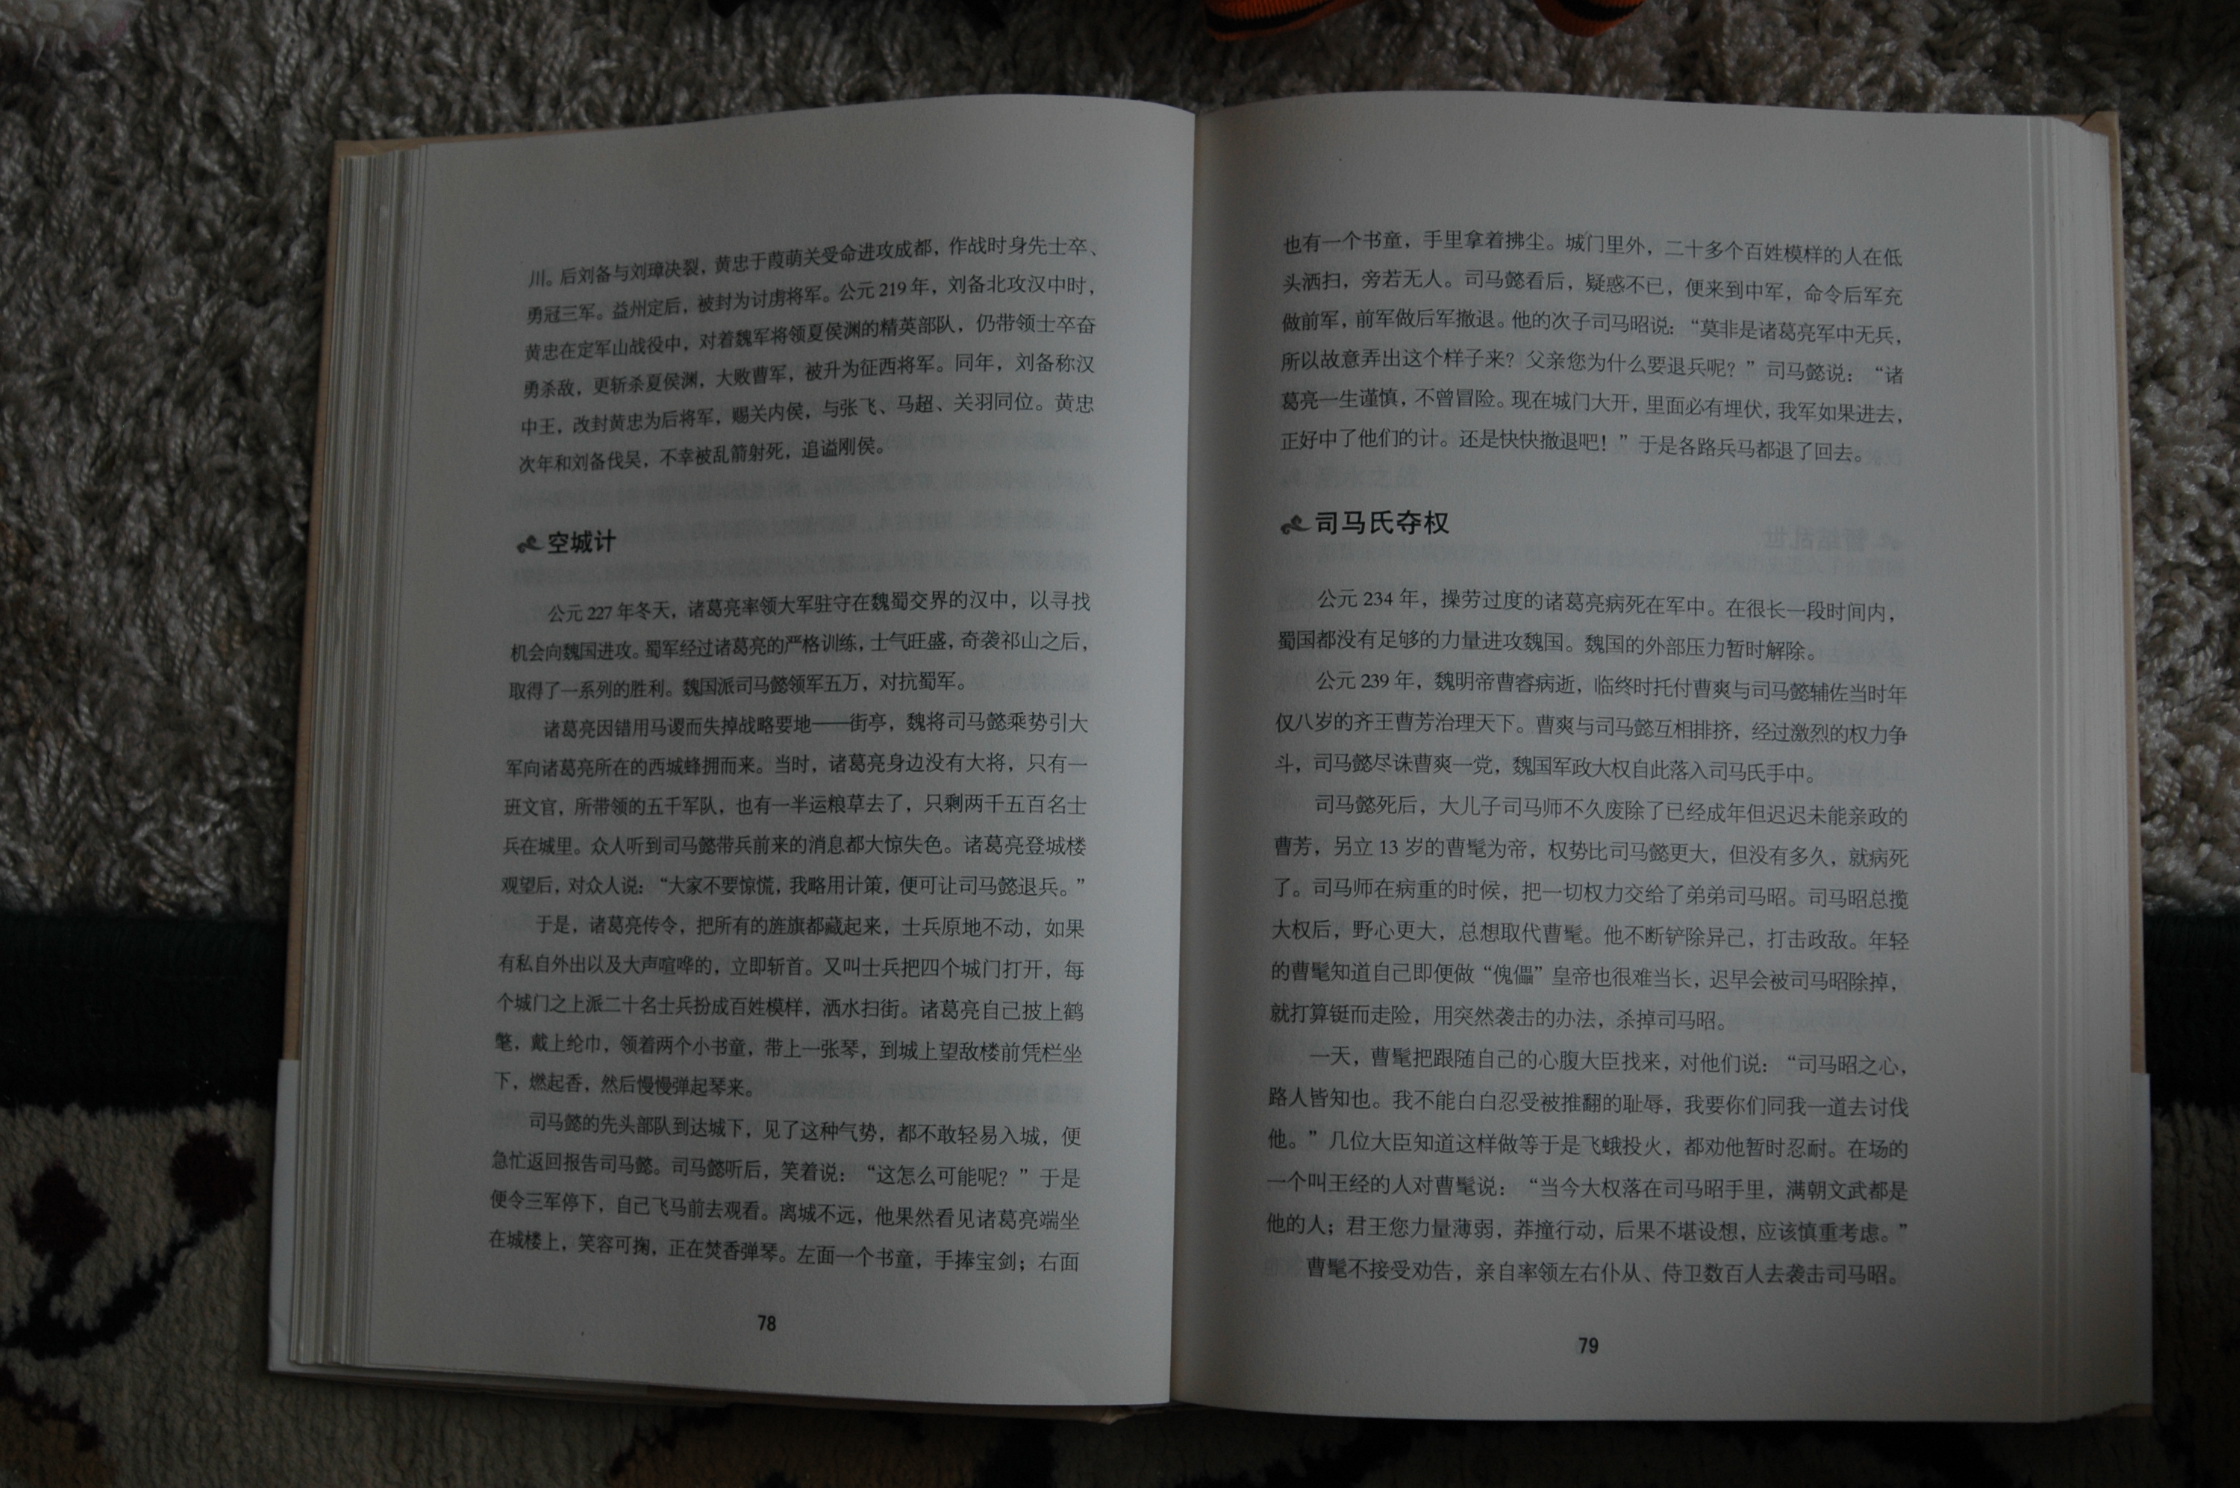 川。后刘备与刘璋决裂，黄忠于葭萌关受命进攻成都，作战时身先士卒、
勇冠三军。益州定后，被封为讨虏将军。公元 219 年，刘备北攻汉中时，
黄忠在定军山战役中，对着魏军将领夏侯渊的精英部队，仍带领士卒奋
勇杀敌，更斩杀夏侯渊，大败曹军，被升为征西将军。同年，刘备称汉
中王，改封黄忠为后将军，赐关内侯，与张飞、马超、关羽同位。黄忠
次年和刘备伐吴，不幸被乱箭射死，追谥刚侯。
空城计
公元 227 年冬天，诸葛亮率领大军驻守在魏蜀交界的汉中，以寻找
机会向魏国进攻。蜀军经过诸葛亮的严格训练，士气旺盛，奇袭祁山之后，
取得了一系列的胜利。魏国派司马懿领军五万，对抗蜀军。
诸葛亮因错用马谡而失掉战略要地——街亭，魏将司马懿乘势引大
军向诸葛亮所在的西城蜂拥而来。当时，诸葛亮身边没有大将，只有一
班文官，所带领的五千军队，也有一半运粮草去了，只剩两千五百名士
兵在城里。众人听到司马懿带兵前来的消息都大惊失色。诸葛亮登城楼
观望后，对众人说：“大家不要惊慌，我略用计策，便可让司马懿退兵。”
于是，诸葛亮传令，把所有的旌旗都藏起来，士兵原地不动，如果
有私自外出以及大声喧哗的，立即斩首。又叫士兵把四个城门打开，每
个城门之上派二十名士兵扮成百姓模样，洒水扫街。诸葛亮自己披上鹤
氅，戴上纶巾，领着两个小书童，带上一张琴，到城上望敌楼前凭栏坐
下，燃起香，然后慢慢弹起琴来。
司马懿的先头部队到达城下，见了这种气势，都不敢轻易入城，便
急忙返回报告司马懿。司马懿听后，笑着说：“这怎么可能呢？”于是
便令三军停下，自己飞马前去观看。离城不远，他果然看见诸葛亮端坐
在城楼上，笑容可掬，正在焚香弹琴。左面一个书童，手捧宝剑；右面
78
也有一个书童，手里拿着拂尘。城门里外，二十多个百姓模样的人在低
头洒扫，旁若无人。司马懿看后，疑惑不已，便来到中军，命令后军充
做前军，前军做后军撤退。他的次子司马昭说：“莫非是诸葛亮军中无兵，
所以故意弄出这个样子来？父亲您为什么要退兵呢？”司马懿说：“诸
葛亮一生谨慎，不曾冒险。现在城门大开，里面必有埋伏，我军如果进去，
正好中了他们的计。还是快快撤退吧！”于是各路兵马都退了回去。
司马氏夺权
公元 234 年，操劳过度的诸葛亮病死在军中。在很长一段时间内，
蜀国都没有足够的力量进攻魏国。魏国的外部压力暂时解除。
公元 239 年，魏明帝曹睿病逝，临终时托付曹爽与司马懿辅佐当时年
仅八岁的齐王曹芳治理天下。曹爽与司马懿互相排挤，经过激烈的权力争
斗，司马懿尽诛曹爽一党，魏国军政大权自此落入司马氏手中。
司马懿死后，大儿子司马师不久废除了已经成年但迟迟未能亲政的
曹芳，另立 13 岁的曹髦为帝，权势比司马懿更大，但没有多久，就病死
了。司马师在病重的时候，把一切权力交给了弟弟司马昭。司马昭总揽
大权后，野心更大，总想取代曹髦。他不断铲除异己，打击政敌。年轻
的曹髦知道自己即便做“傀儡”皇帝也很难当长，迟早会被司马昭除掉，
就打算铤而走险，用突然袭击的办法，杀掉司马昭。
一天，曹髦把跟随自己的心腹大臣找来，对他们说：“司马昭之心，
路人皆知也。我不能白白忍受被推翻的耻辱，我要你们同我一道去讨伐
他。”几位大臣知道这样做等于是飞蛾投火，都劝他暂时忍耐。在场的
一个叫王经的人对曹髦说：“当今大权落在司马昭手里，满朝文武都是
他的人；君王您力量薄弱，莽撞行动，后果不堪设想，应该慎重考虑。”
曹髦不接受劝告，亲自率领左右仆从、侍卫数百人去袭击司马昭。
79